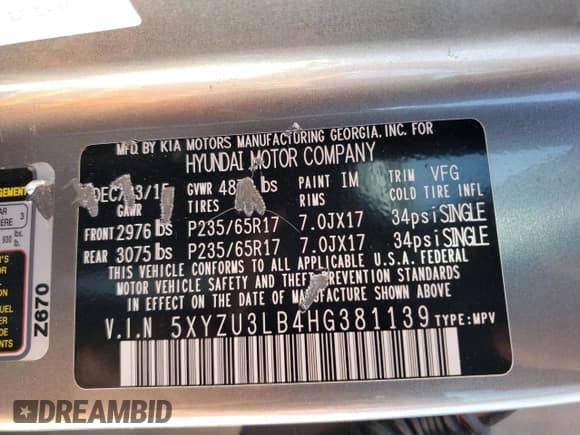 MFD BY KIA MOTORS MANUFACTURING GEORGIA, INC. FOR
HYUNDAI MOTOR COMPANY
GVWR lbs PAINT IM TRIM VFG
GAWR TIRES RIMS COLD TIRE INFL
FRONT 2976 lbs P235/65R17 7.0JX17 34psi SINGLE
REAR 3075 lbs P235/65R17 7.0JX17 34psi SINGLE
THIS VEHICLE CONFORMS TO ALL APPLICABLE U.S.A. FEDERAL
MOTOR VEHICLE SAFETY AND THEFT PREVENTION STANDARDS
IN EFFECT ON THE DATE OF MANUFACTURE SHOWN ABOVE.
V.I.N 5XYZU3LB4HG381139 TYPE:MPV
Z670
3
930 lbs.
DREAMBID